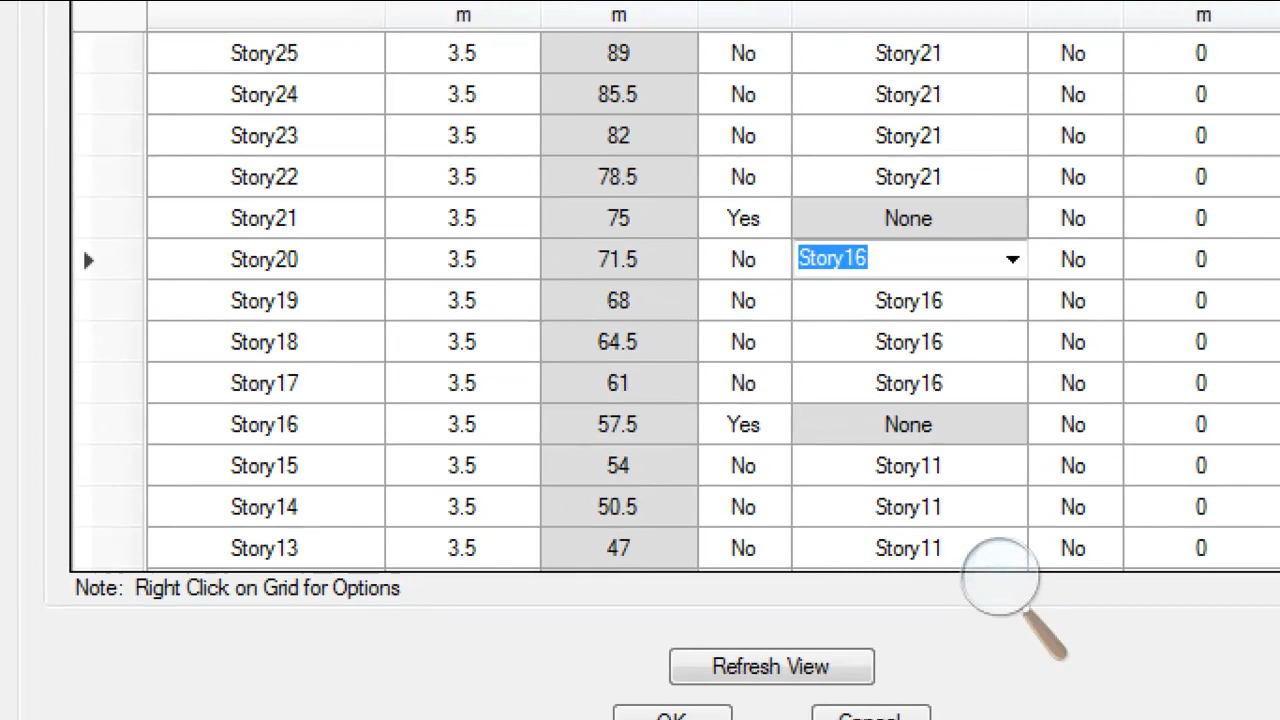 m m m
Story25 3.5 89 No Story21 No 0
Story24 3.5 85.5 No Story21 No 0
Story23 3.5 82 No Story21 No 0
Story22 3.5 78.5 No Story21 No 0
Story21 3.5 75 Yes None No 0
Story20 3.5 71.5 No Story16 No 0
Story19 3.5 68 No Story16 No 0
Story18 3.5 64.5 No Story16 No 0
Story17 3.5 61 No Story16 No 0
Story16 3.5 57.5 Yes None No 0
Story15 3.5 54 No Story11 No 0
Story14 3.5 50.5 No Story11 No 0
Story13 3.5 47 No Story11 No 0
Note: Right Click on Grid for Options
Refresh View
OK Cancel